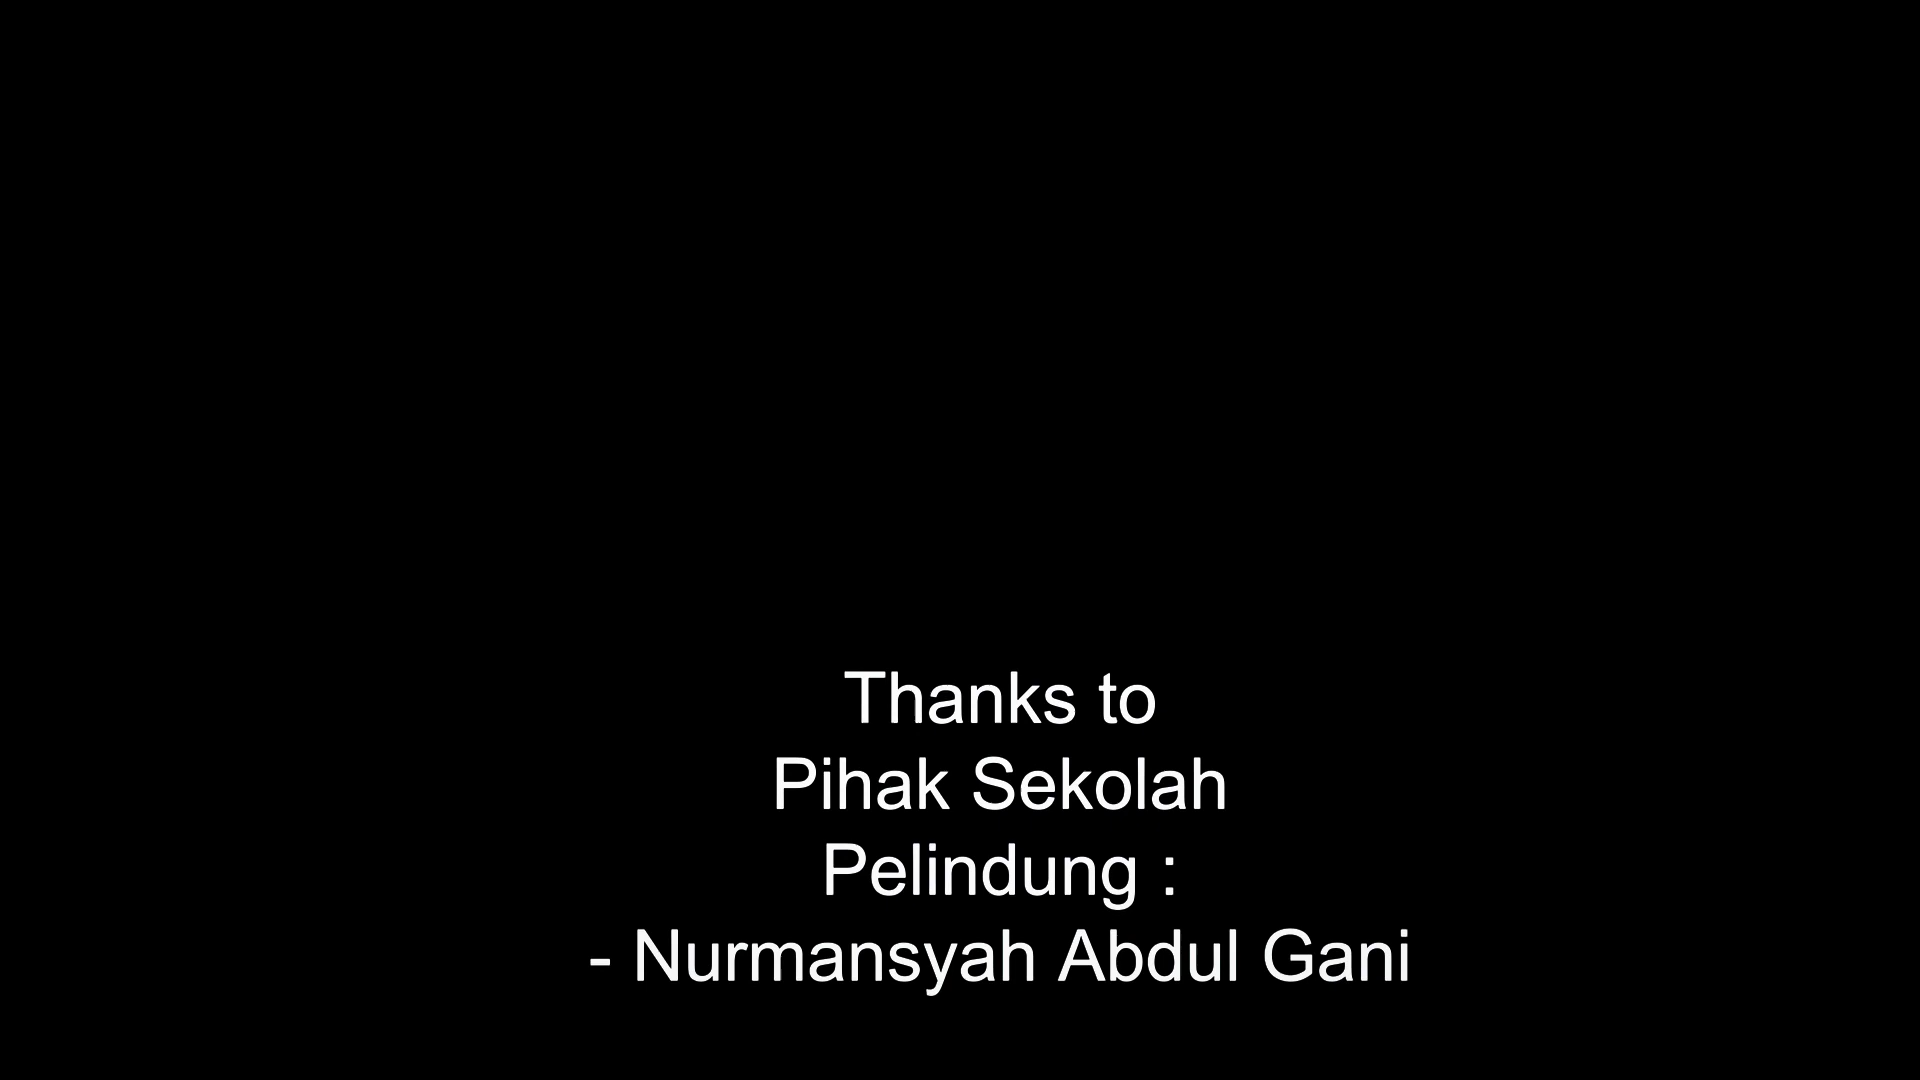 Thanks to
Pihak Sekolah
Pelindung :
- Nurmansyah Abdul Gani